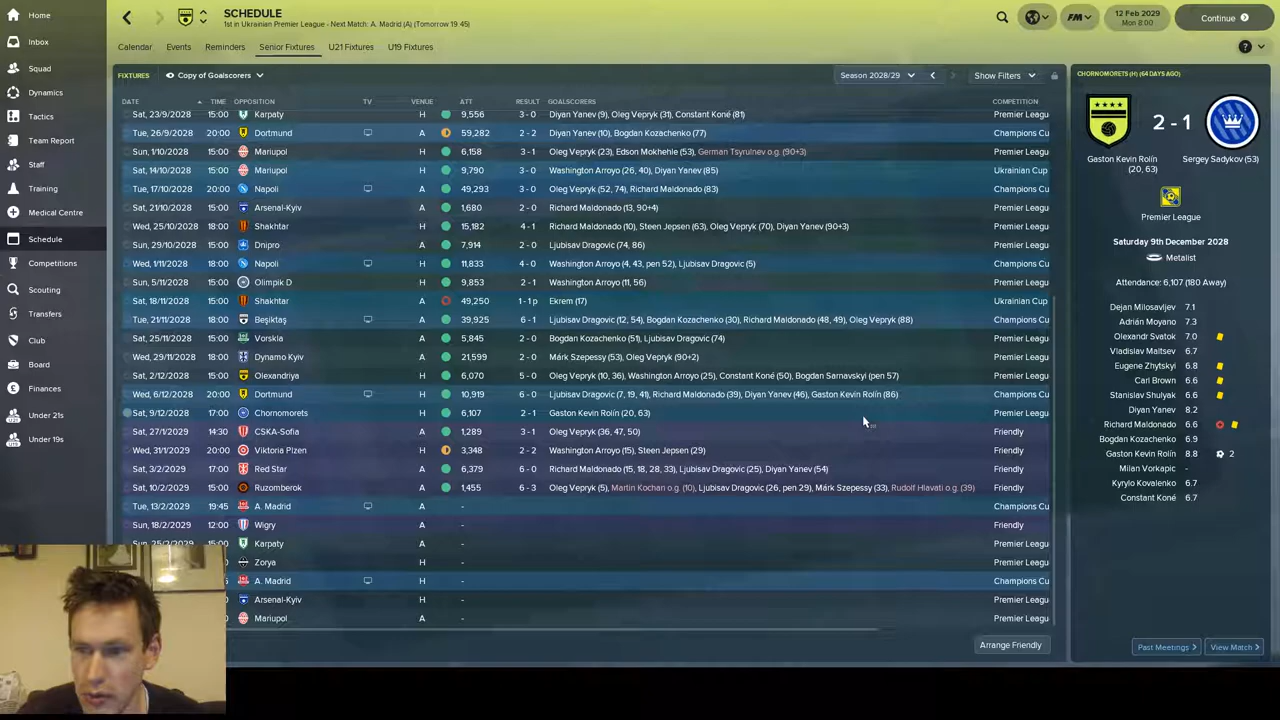 Home
Inbox
Squad
Dynamics
Tactics
Team Report
Staff
Training
Medical Centre
Schedule
Competitions
Scouting
Transfers
Club
Board
Finances
Under 21s
Under 19s
SCHEDULE
1st in Ukrainian Premier League - Next Match: A. Madrid (A) (Tomorrow 19.45)
FM
12 Feb 2029
Mon 8:00
Continue
Calendar Events Reminders Senior Fixtures U21 Fixtures U19 Fixtures
FIXTURES Copy of Goalscorers Season 2028/29 Show Filters
DATE TIME OPPOSITION TV VENUE ATT RESULT GOALSCORERS COMPETITION
Sat, 23/9/2028 15:00 Karpaty H 9,556 3 - 0 Diyan Yanev (9), Oleg Vepryk (31), Constant Koné (81) Premier Leagu
Tue, 26/9/2028 20:00 Dortmund A 59,282 2 - 2 Diyan Yanev (10), Bogdan Kozachenko (77) Champions Cu
Sun, 1/10/2028 15:00 Mariupol H 6,158 3 - 1 Oleg Vepryk (23), Edson Mokhehle (53), German Tsyrulnev o.g. (90+3) Premier Leagu
Sat, 14/10/2028 15:00 Mariupol H 9,790 3 - 0 Washington Arroyo (26, 40), Diyan Yanev (85) Ukrainian Cup
Tue, 17/10/2028 20:00 Napoli A 49,293 3 - 0 Oleg Vepryk (52, 74), Richard Maldonado (83) Champions Cu
Sat, 21/10/2028 15:00 Arsenal-Kyiv A 1,680 2 - 0 Richard Maldonado (13, 90+4) Premier Leagu
Wed, 25/10/2028 18:00 Shakhtar H 15,182 4 - 1 Richard Maldonado (10), Steen Jepsen (63), Oleg Vepryk (70), Diyan Yanev (90+3) Premier Leagu
Sun, 29/10/2028 15:00 Dnipro A 7,914 2 - 0 Ljubisav Dragovic (74, 86) Premier Leagu
Wed, 1/11/2028 18:00 Napoli H 11,833 4 - 0 Washington Arroyo (4, 43, pen 52), Ljubisav Dragovic (5) Champions Cu
Sun, 5/11/2028 15:00 Olimpik D H 9,853 2 - 1 Washington Arroyo (11, 56) Premier Leagu
Sat, 18/11/2028 15:00 Shakhtar A 49,250 1 - 1 p Ekrem (17) Ukrainian Cup
Tue, 21/11/2028 18:00 Beşiktaş A 39,925 6 - 1 Ljubisav Dragovic (12, 54), Bogdan Kozachenko (30), Richard Maldonado (48, 49), Oleg Vepryk (88) Champions Cu
Sat, 25/11/2028 15:00 Vorskla A 5,845 2 - 0 Bogdan Kozachenko (51), Ljubisav Dragovic (74) Premier Leagu
Wed, 29/11/2028 18:00 Dynamo Kyiv A 21,599 2 - 0 Márk Szepessy (53), Oleg Vepryk (90+2) Premier Leagu
Sat, 2/12/2028 15:00 Olexandriya H 6,070 5 - 0 Oleg Vepryk (10, 36), Washington Arroyo (25), Constant Koné (50), Bogdan Sarnavskyi (pen 57) Premier Leagu
Wed, 6/12/2028 20:00 Dortmund H 10,919 6 - 0 Ljubisav Dragovic (7, 19, 41), Richard Maldonado (39), Diyan Yanev (46), Gaston Kevin Rolín (86) Champions Cu
Sat, 9/12/2028 17:00 Chornomorets H 6,107 2 - 1 Gaston Kevin Rolín (20, 63) Premier Leagu
Sat, 27/1/2029 14:30 CSKA-Sofia A 1,289 3 - 1 Oleg Vepryk (36, 47, 50) Friendly
Wed, 31/1/2029 20:00 Viktoria Plzen H 3,348 2 - 2 Washington Arroyo (15), Steen Jepsen (29) Friendly
Sat, 3/2/2029 17:00 Red Star A 6,379 6 - 0 Richard Maldonado (15, 18, 28, 33), Ljubisav Dragovic (25), Diyan Yanev (54) Friendly
Sat, 10/2/2029 15:00 Ruzomberok A 1,455 6 - 3 Oleg Vepryk (5), Martin Kochan o.g. (10), Ljubisav Dragovic (26, pen 29), Márk Szepessy (33), Rudolf Hlavati o.g. (39) Friendly
Tue, 13/2/2029 19:45 A. Madrid A - Champions Cu
Sun, 18/2/2029 12:00 Wigry A - Friendly
Sun, 25/2/2029 15:00 Karpaty A - Premier Leagu
Zorya H - Premier Leagu
A. Madrid H - Champions Cu
Arsenal-Kyiv H - Premier Leagu
Mariupol A - Premier Leagu
Arrange Friendly
CHORNOMORETS (H) (64 DAYS AGO)
2 - 1
Gaston Kevin Rolín
(20, 63)
Sergey Sadykov (53)
Premier League
Saturday 9th December 2028
Metalist
Attendance: 6,107 (180 Away)
Dejan Milosavljev 7.1
Adrián Moyano 7.3
Olexandr Svatok 7.0
Vladislav Maltsev 6.7
Eugene Zhytskyi 6.8
Carl Brown 6.6
Stanislav Shulyak 6.6
Diyan Yanev 8.2
Richard Maldonado 6.6
Bogdan Kozachenko 6.9
Gaston Kevin Rolín 8.8 2
Milan Vorkapic -
Kyrylo Kovalenko 6.7
Constant Koné 6.7
Past Meetings View Match